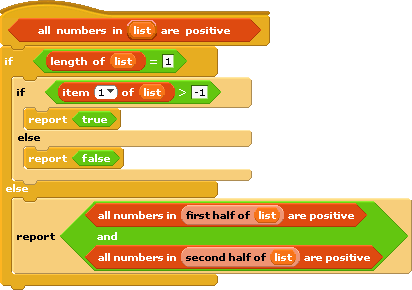 all numbers in list are positive
if length of list = 1
if item 1 of list > -1
report true
else
report false
else
all numbers in first half of list are positive
report and
all numbers in second half of list are positive